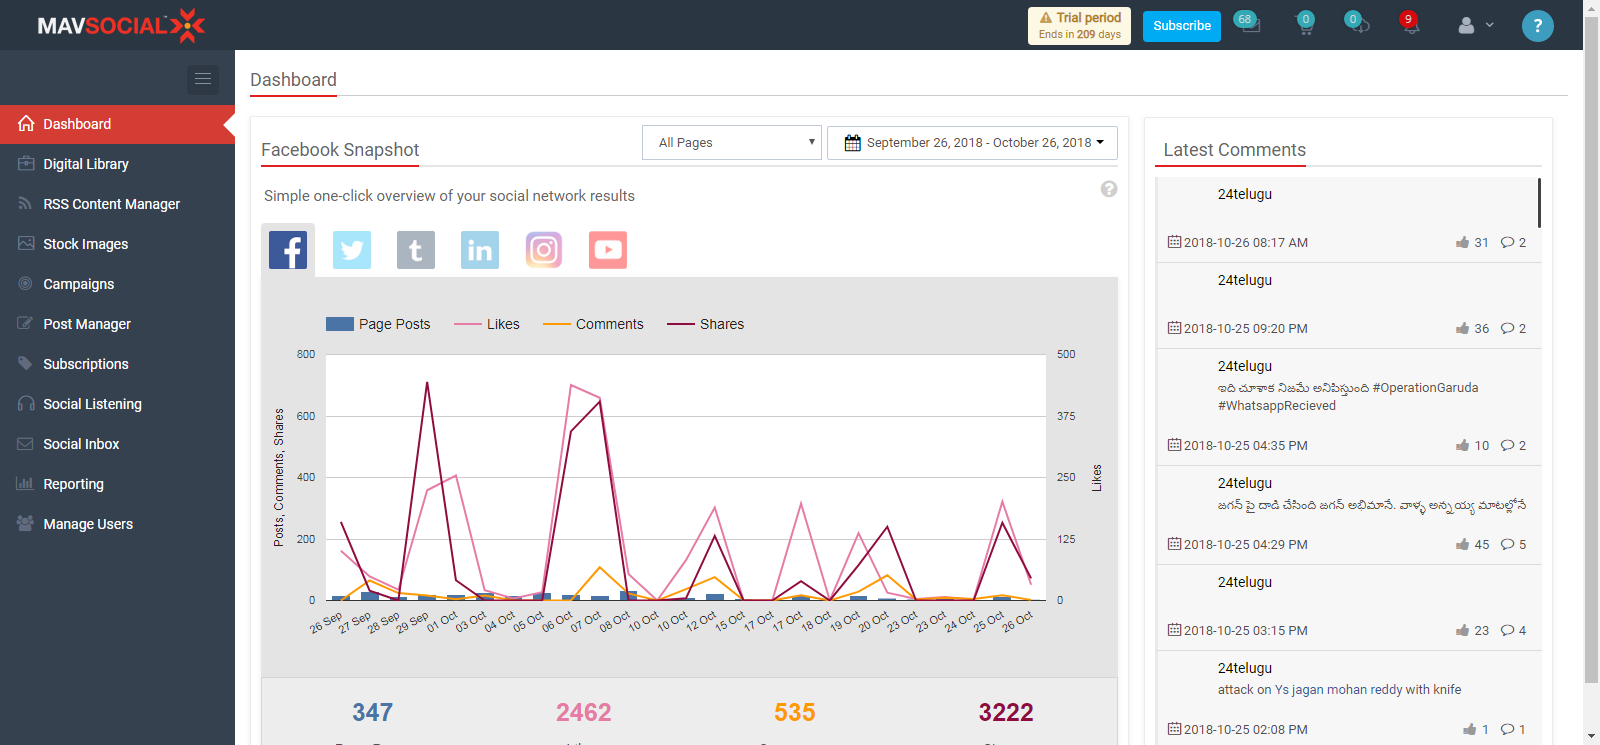 MAVSOCIAL™
Trial period
Ends in 209 days
Subscribe
68
0
0
9
?
Dashboard
Digital Library
RSS Content Manager
Stock Images
Campaigns
Post Manager
Subscriptions
Social Listening
Social Inbox
Reporting
Manage Users
Dashboard
Facebook Snapshot
All Pages
September 26, 2018 - October 26, 2018
Simple one-click overview of your social network results
?
Page Posts Likes Comments Shares
Posts, Comments, Shares
800
600
400
200
0
500
375
250
125
0
Likes
26 Sep 27 Sep 28 Sep 29 Sep 01 Oct 03 Oct 04 Oct 05 Oct 06 Oct 07 Oct 08 Oct 10 Oct 10 Oct 12 Oct 15 Oct 17 Oct 17 Oct 18 Oct 19 Oct 20 Oct 23 Oct 23 Oct 24 Oct 25 Oct 26 Oct
347 2462 535 3222
Latest Comments
24telugu
2018-10-26 08:17 AM 31 2
24telugu
2018-10-25 09:20 PM 36 2
24telugu
ఇది చూశాక నిజమే అనిపిస్తుంది #OperationGaruda
#WhatsappRecieved
2018-10-25 04:35 PM 10 2
24telugu
జగన్ పై దాడి చేసింది జగన్ అభిమానే. వాళ్ళ అన్నయ్య మాటల్లోనే
2018-10-25 04:29 PM 45 5
24telugu
2018-10-25 03:15 PM 23 4
24telugu
attack on Ys jagan mohan reddy with knife
2018-10-25 02:08 PM 1 1